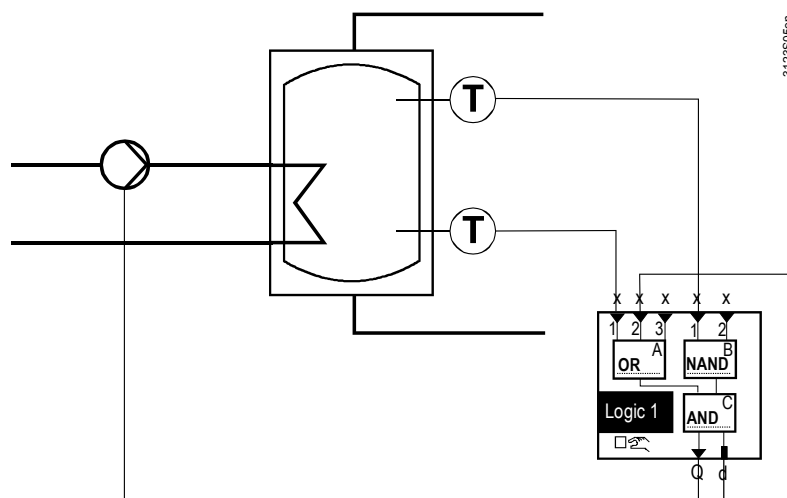 T
T
x x x x x
1 2 3 1 2
A B
OR NAND
C
Logic 1 AND
Q d